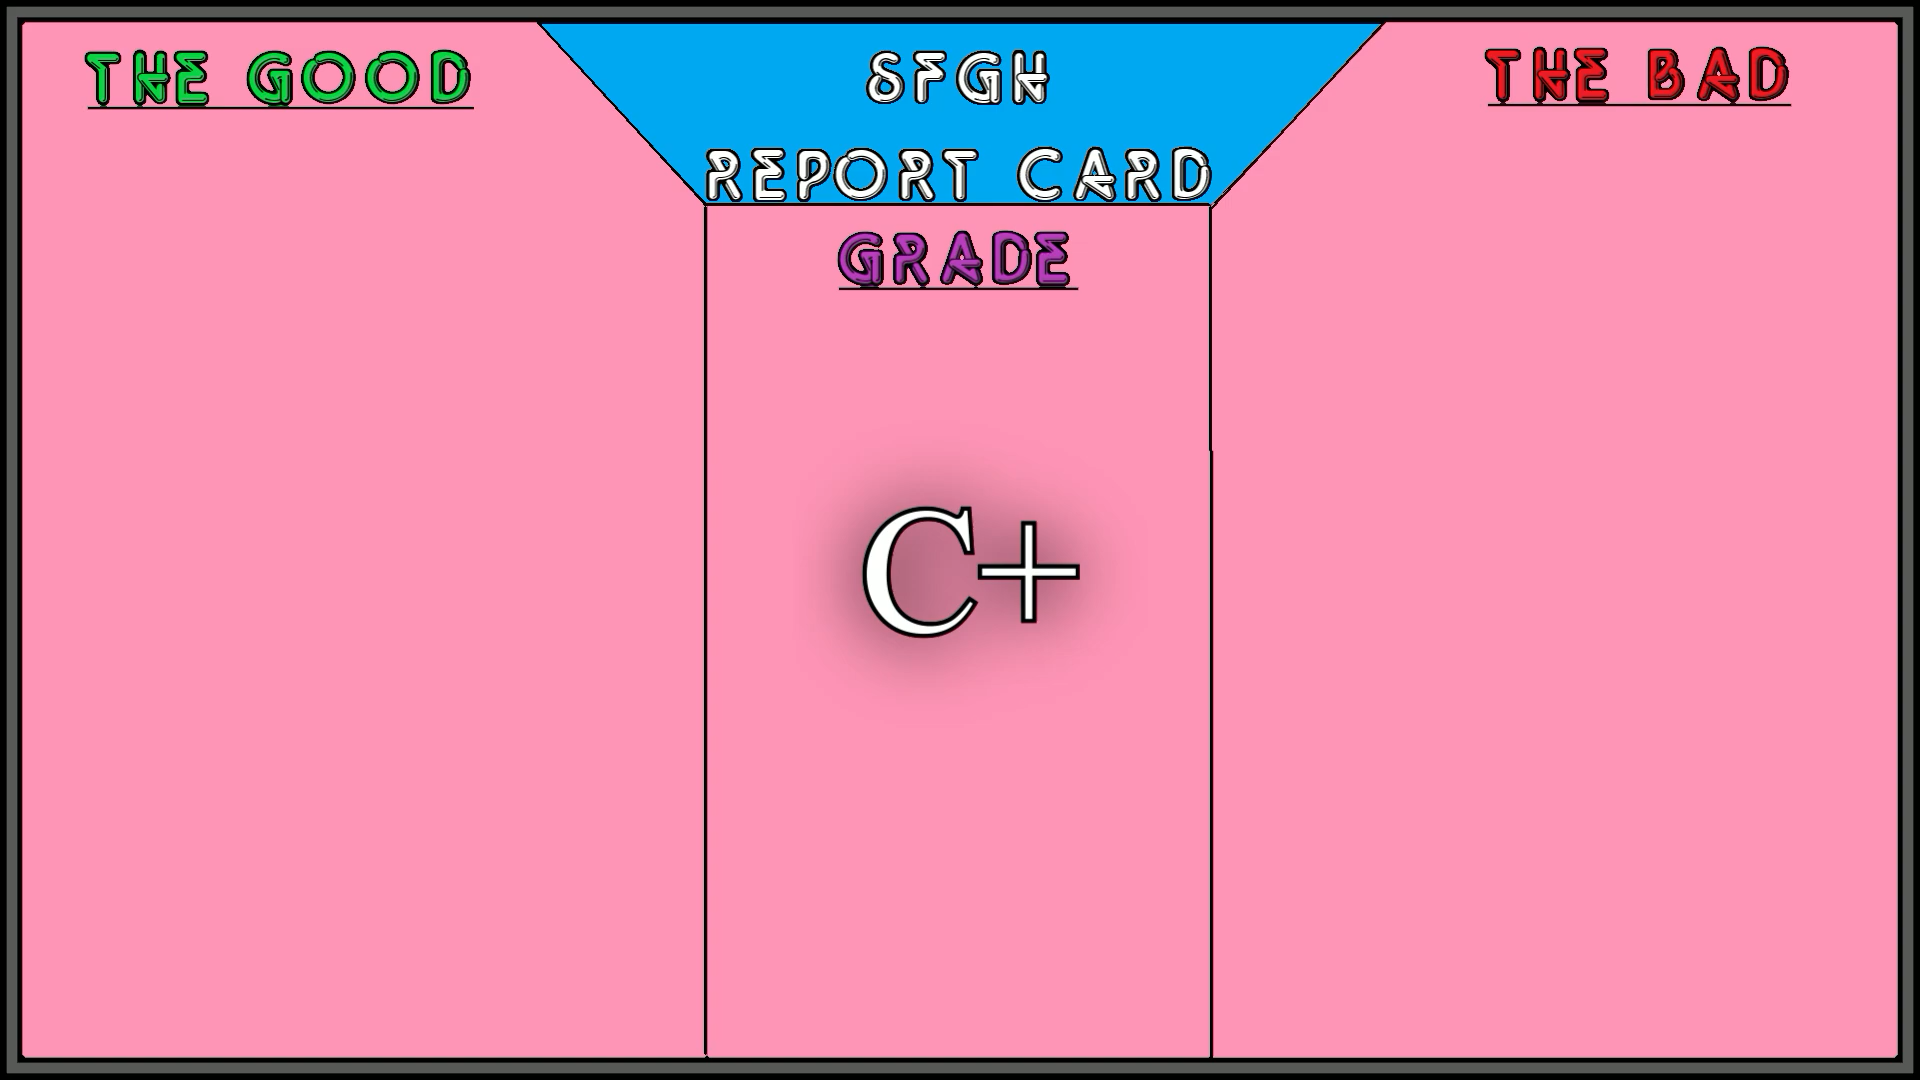 THE GOOD
SFGH
REPORT CARD
THE BAD
GRADE
C+